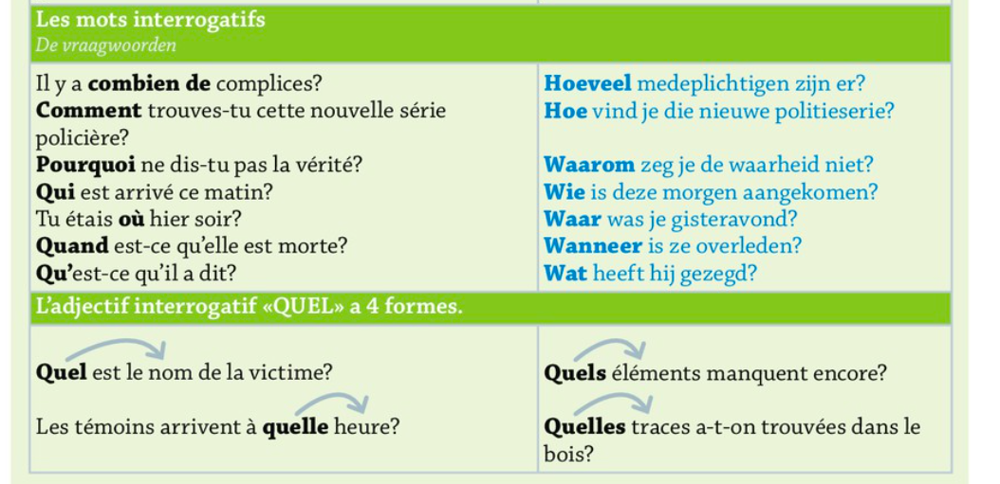 Les mots interrogatifs
De vraagwoorden
Il y a combien de complices?
Comment trouves-tu cette nouvelle série
policière?
Pourquoi ne dis-tu pas la vérité?
Qui est arrivé ce matin?
Tu étais où hier soir?
Quand est-ce qu'elle est morte?
Qu'est-ce qu'il a dit?
Hoeveel medeplichtigen zijn er?
Hoe vind je die nieuwe politieserie?
Waarom zeg je de waarheid niet?
Wie is deze morgen aangekomen?
Waar was je gisteravond?
Wanneer is ze overleden?
Wat heeft hij gezegd?
L'adjectif interrogatif «QUEL» a 4 formes.
Quel est le nom de la victime?
Les témoins arrivent à quelle heure?
Quels éléments manquent encore?
Quelles traces a-t-on trouvées dans le
bois?